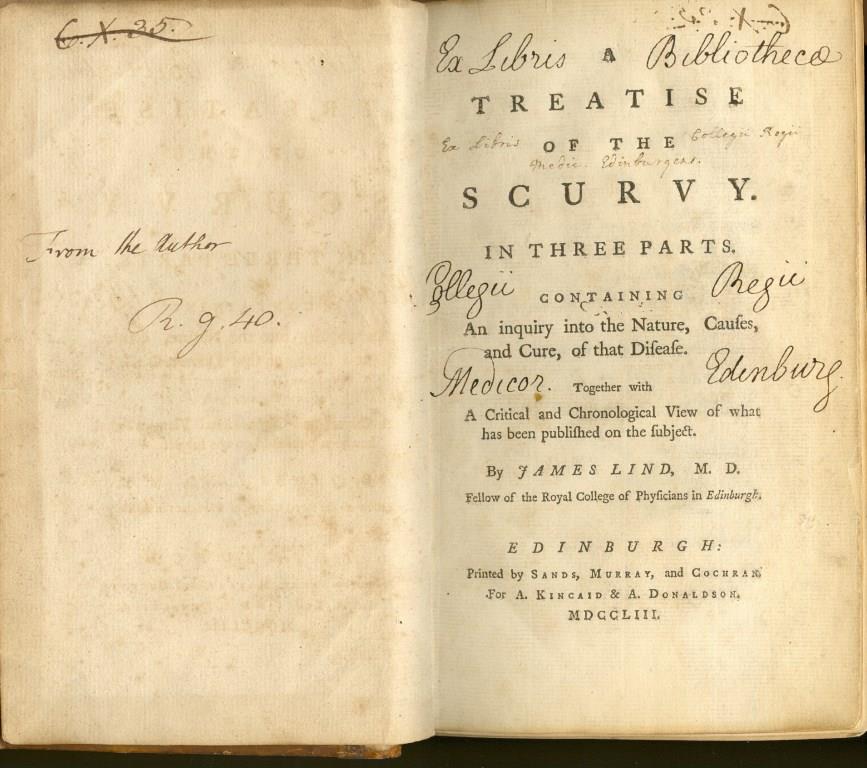 C. X. 25.
From the Author
R. g. 40.
Ex Libris A Bibliothecæ
TREATISE
Ex Libris OF THE Collegii Regii
Medic. Edinburgens.
SCURVY.
IN THREE PARTS.
Collegii CONTAINING Regii
An inquiry into the Nature, Cauſes,
and Cure, of that Diſeaſe.
Medicor. Together with Edinburg.
A Critical and Chronological View of what
has been publiſhed on the ſubject.
By JAMES LIND, M. D.
Fellow of the Royal College of Phyſicians in Edinburgh.
EDINBURGH:
Printed by SANDS, MURRAY, and COCHRAN.
For A. KINCAID & A. DONALDSON.
MDCCLIII.